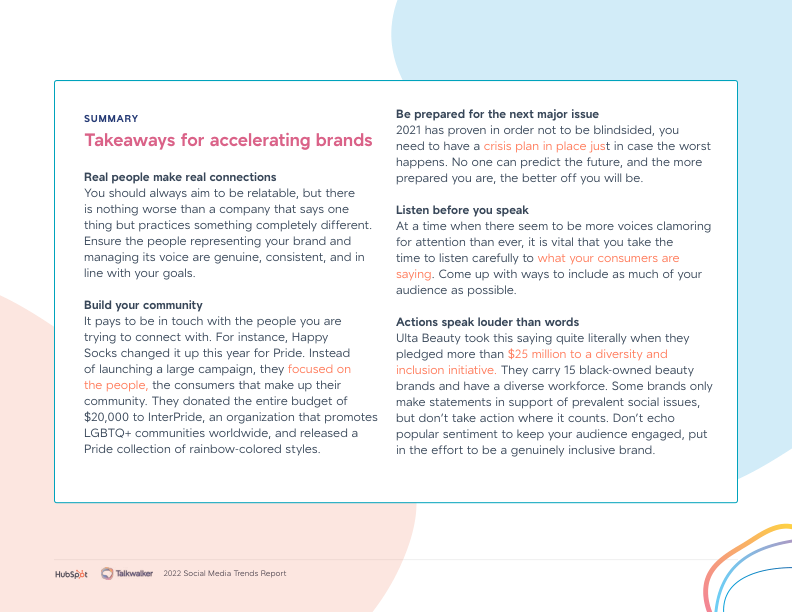 SUMMARY
Takeaways for accelerating brands
Real people make real connections
You should always aim to be relatable, but there
is nothing worse than a company that says one
thing but practices something completely different.
Ensure the people representing your brand and
managing its voice are genuine, consistent, and in
line with your goals.
Build your community
It pays to be in touch with the people you are
trying to connect with. For instance, Happy
Socks changed it up this year for Pride. Instead
of launching a large campaign, they focused on
the people, the consumers that make up their
community. They donated the entire budget of
$20,000 to InterPride, an organization that promotes
LGBTQ+ communities worldwide, and released a
Pride collection of rainbow-colored styles.
Be prepared for the next major issue
2021 has proven in order not to be blindsided, you
need to have a crisis plan in place just in case the worst
happens. No one can predict the future, and the more
prepared you are, the better off you will be.
Listen before you speak
At a time when there seem to be more voices clamoring
for attention than ever, it is vital that you take the
time to listen carefully to what your consumers are
saying. Come up with ways to include as much of your
audience as possible.
Actions speak louder than words
Ulta Beauty took this saying quite literally when they
pledged more than $25 million to a diversity and
inclusion initiative. They carry 15 black-owned beauty
brands and have a diverse workforce. Some brands only
make statements in support of prevalent social issues,
but don't take action where it counts. Don't echo
popular sentiment to keep your audience engaged, put
in the effort to be a genuinely inclusive brand.
HubSpot Talkwalker 2022 Social Media Trends Report